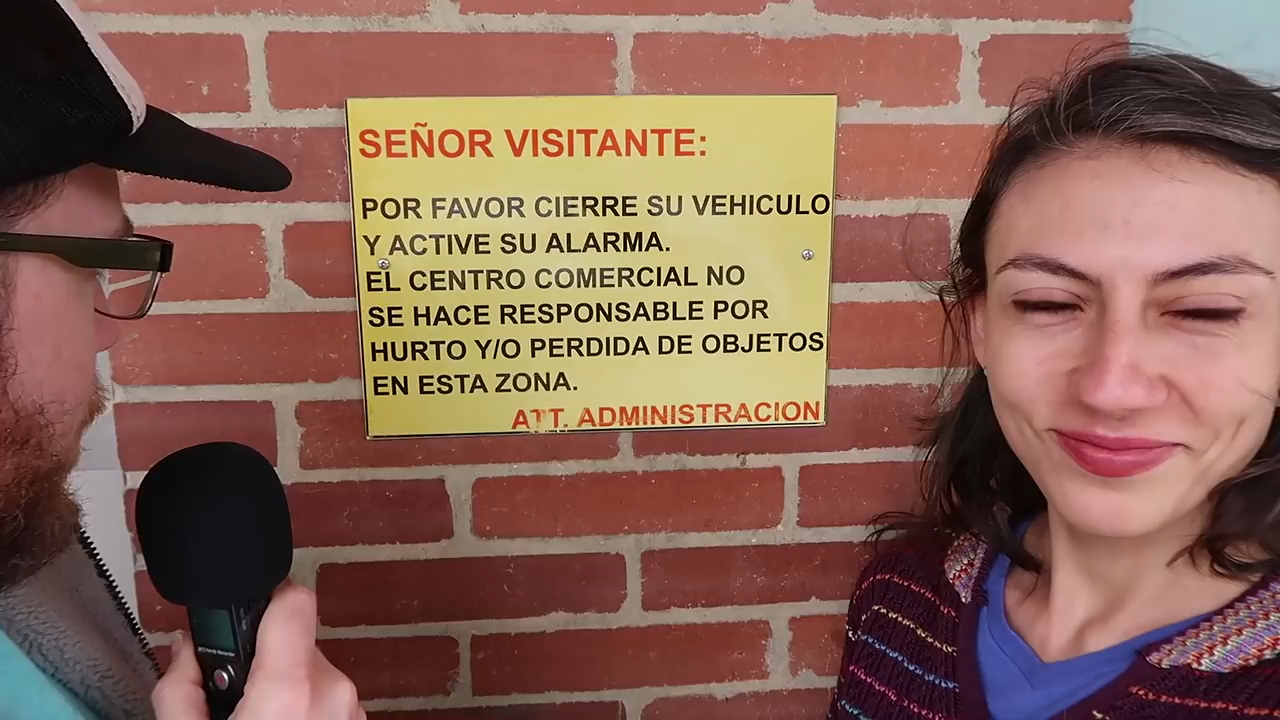 SEÑOR VISITANTE:
POR FAVOR CIERRE SU VEHICULO
Y ACTIVE SU ALARMA.
EL CENTRO COMERCIAL NO
SE HACE RESPONSABLE POR
HURTO Y/O PERDIDA DE OBJETOS
EN ESTA ZONA.
ATT. ADMINISTRACION